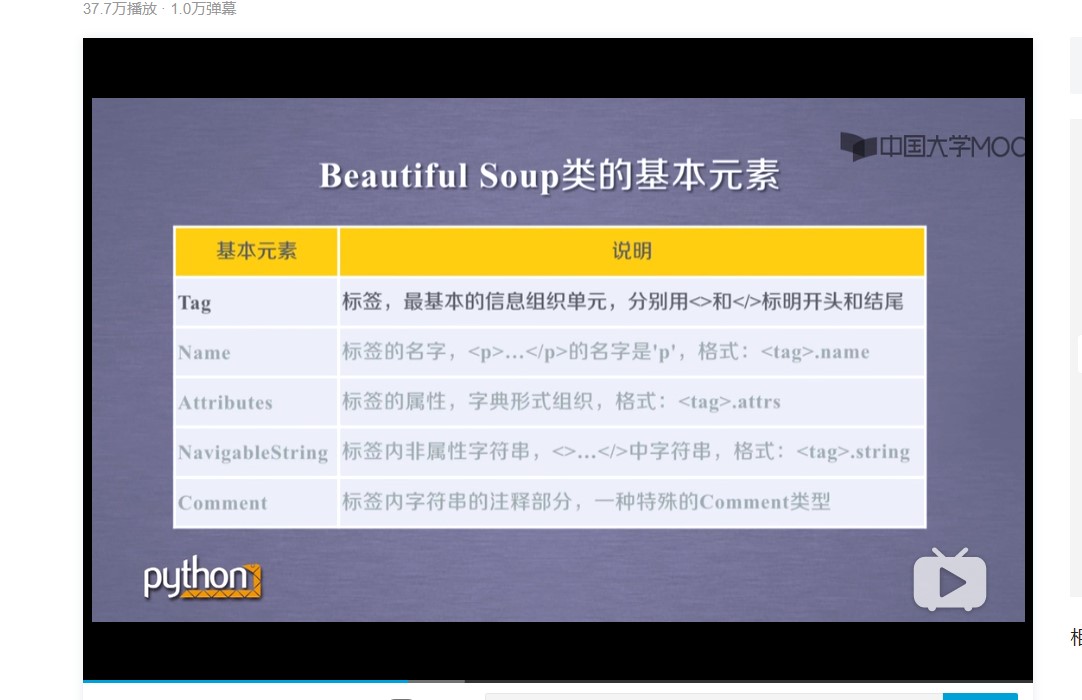 37.7万播放 · 1.0万弹幕
中国大学MOO
Beautiful Soup类的基本元素
基本元素 说明
Tag 标签，最基本的信息组织单元，分别用<>和</>标明开头和结尾
Name 标签的名字，<p>…</p>的名字是'p'，格式：<tag>.name
Attributes 标签的属性，字典形式组织，格式：<tag>.attrs
NavigableString 标签内非属性字符串，<>…</>中字符串，格式：<tag>.string
Comment 标签内字符串的注释部分，一种特殊的Comment类型
python